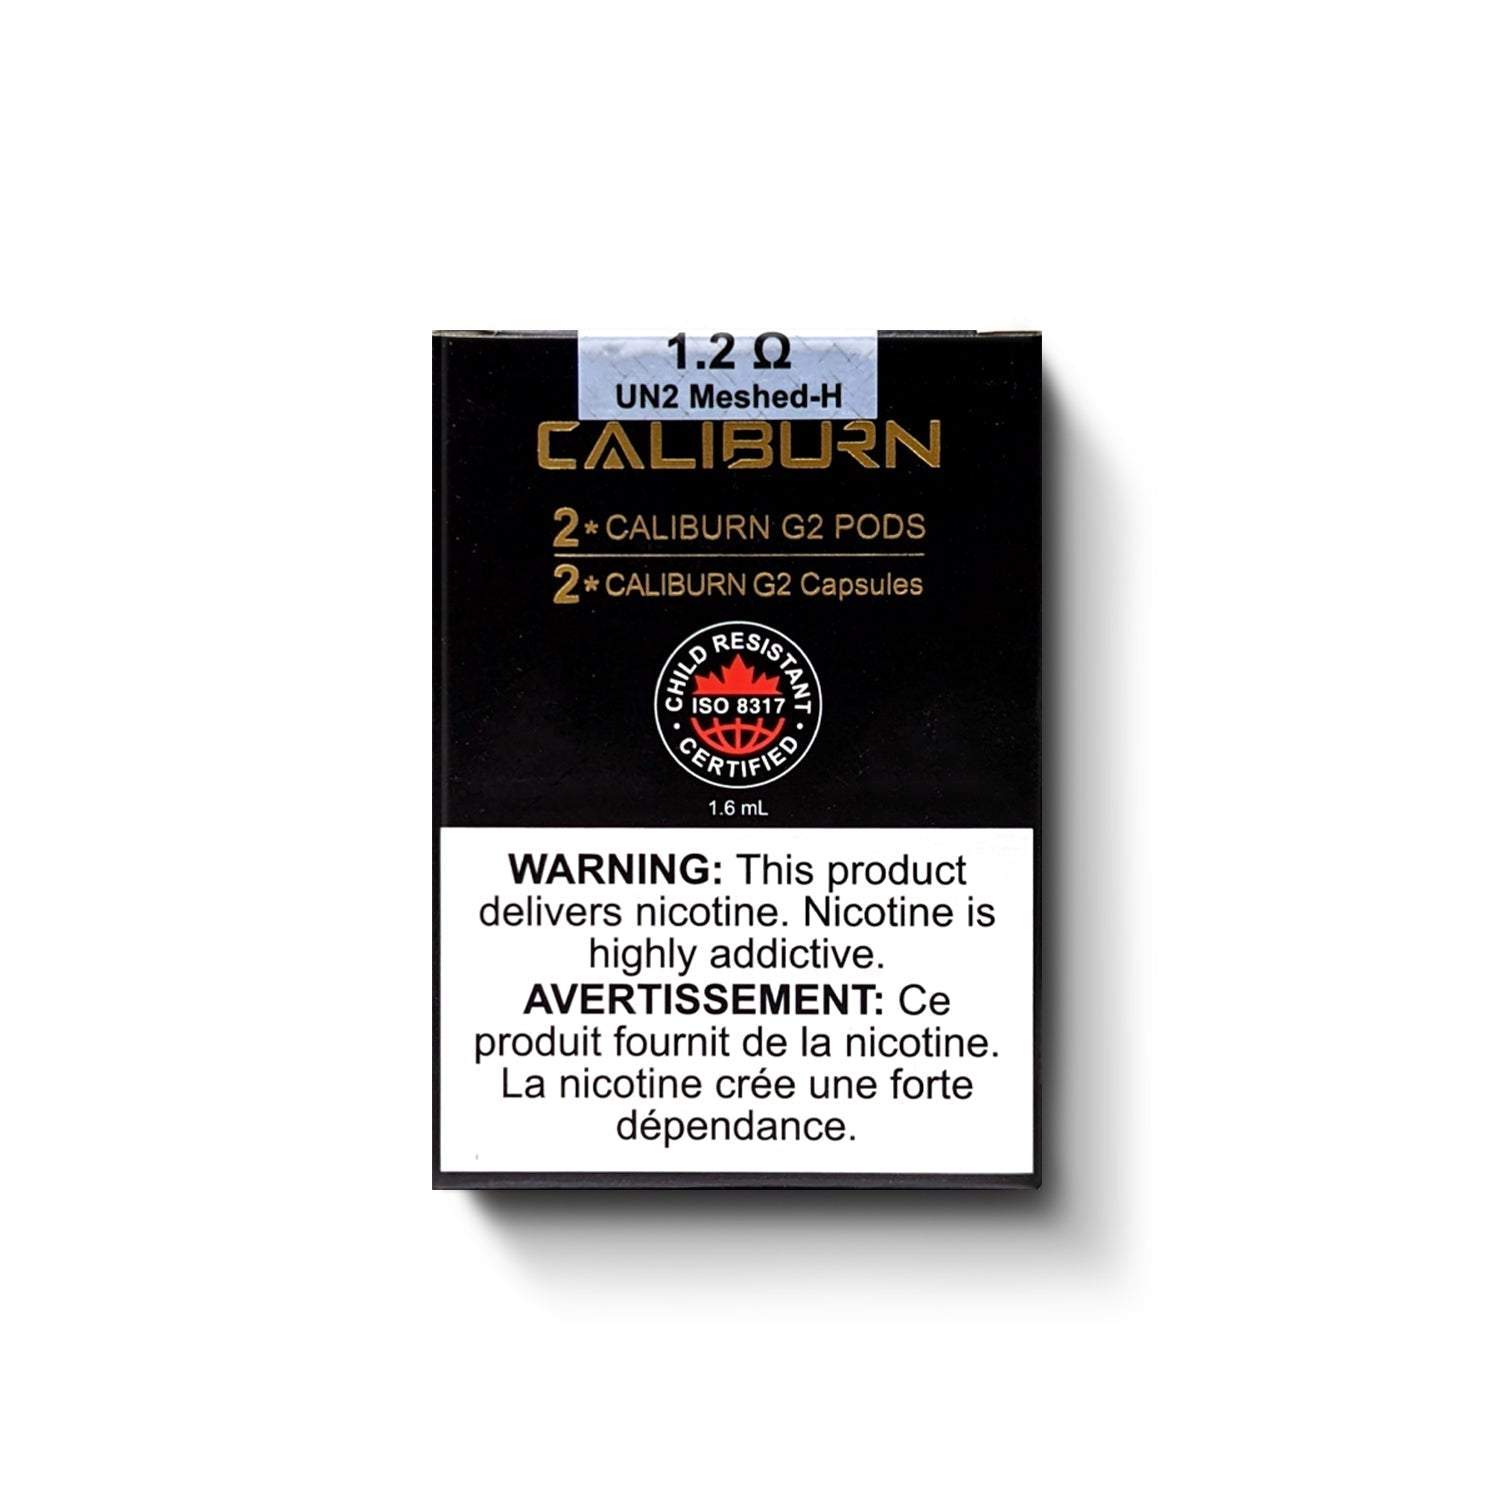 1.2 Ω
UN2 Meshed-H
CALIBURN
2* CALIBURN G2 PODS
2* CALIBURN G2 Capsules
CHILD RESISTANT
ISO 8317
• CERTIFIED •
1.6 mL
WARNING: This product
delivers nicotine. Nicotine is
highly addictive.
AVERTISSEMENT: Ce
produit fournit de la nicotine.
La nicotine crée une forte
dépendance.